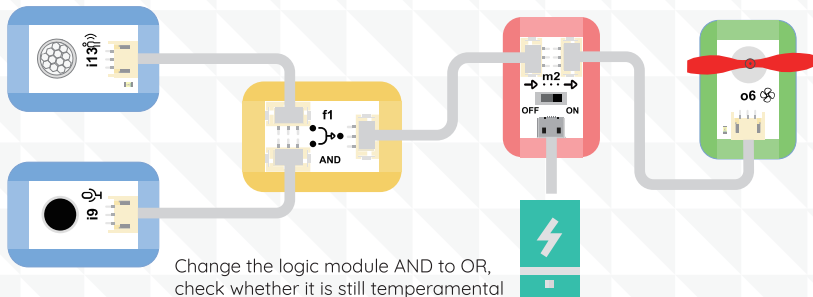 i13
f1
AND
i9
m2
OFF ON
o6
Change the logic module AND to OR,
check whether it is still temperamental